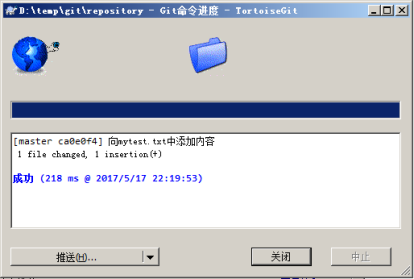 D:\temp\git\repository - Git命令进度 - TortoiseGit
[master ca0e0f4] 向mytest.txt中添加内容
1 file changed, 1 insertion(+)
成功 (218 ms @ 2017/5/17 22:19:53)
推送(H)...
关闭
中止